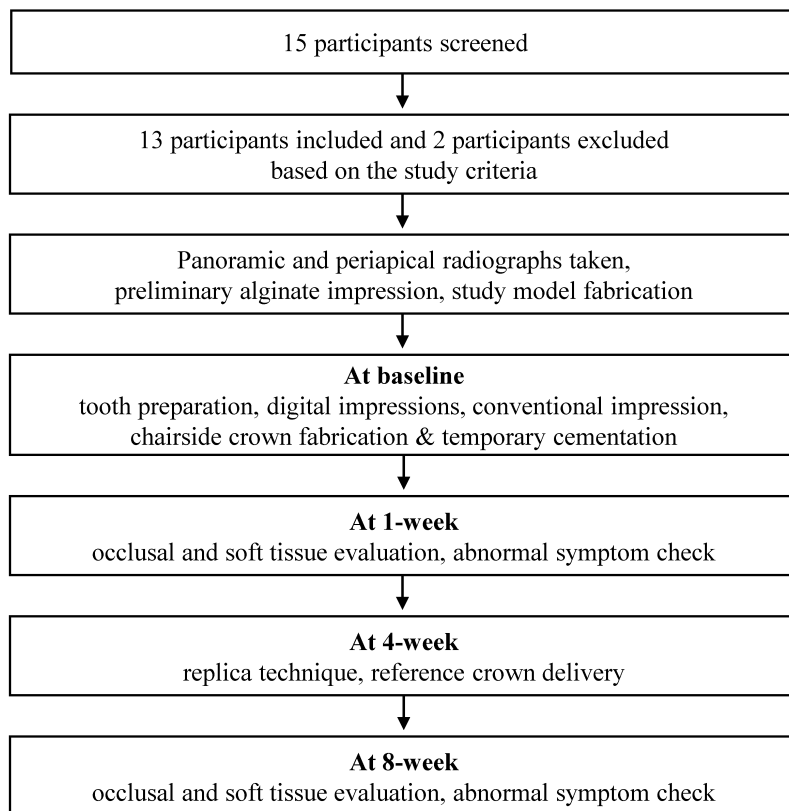 15 participants screened
13 participants included and 2 participants excluded
based on the study criteria
Panoramic and periapical radiographs taken,
preliminary alginate impression, study model fabrication
At baseline
tooth preparation, digital impressions, conventional impression,
chairside crown fabrication & temporary cementation
At 1-week
occlusal and soft tissue evaluation, abnormal symptom check
At 4-week
replica technique, reference crown delivery
At 8-week
occlusal and soft tissue evaluation, abnormal symptom check